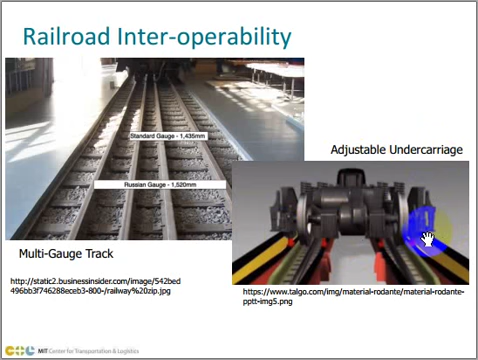 Railroad Inter-operability
Standard Gauge - 1,435mm
Russian Gauge - 1,520mm
Adjustable Undercarriage
Multi-Gauge Track
http://static2.businessinsider.com/image/542bed
496bb3f746288eceb3-800-/railway%20zip.jpg
https://www.talgo.com/img/material-rodante/material-rodante-
pptt-img5.png
MIT Center for Transportation & Logistics